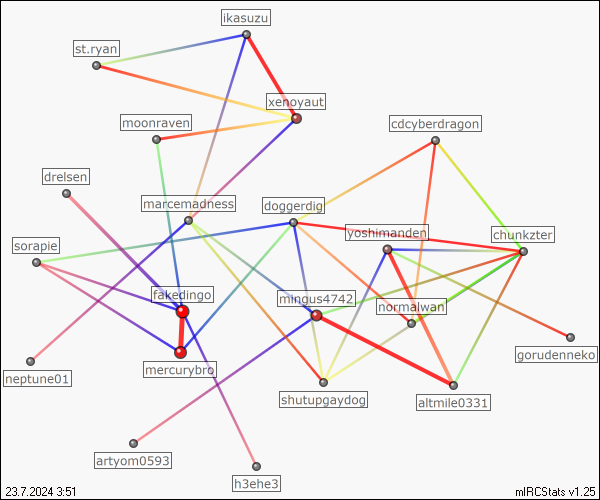 ikasuzu
st.ryan
xenoyaut
moonraven
cdcyberdragon
drelsen
marcemadness
doggerdig
yoshimanden
chunkzter
sorapie
fakedingo
mingus4742
normalwan
gorudenneko
mercurybro
neptune01
shutupgaydog
altmile0331
artyom0593
h3ehe3
23.7.2024 3:51
mIRCStats v1.25